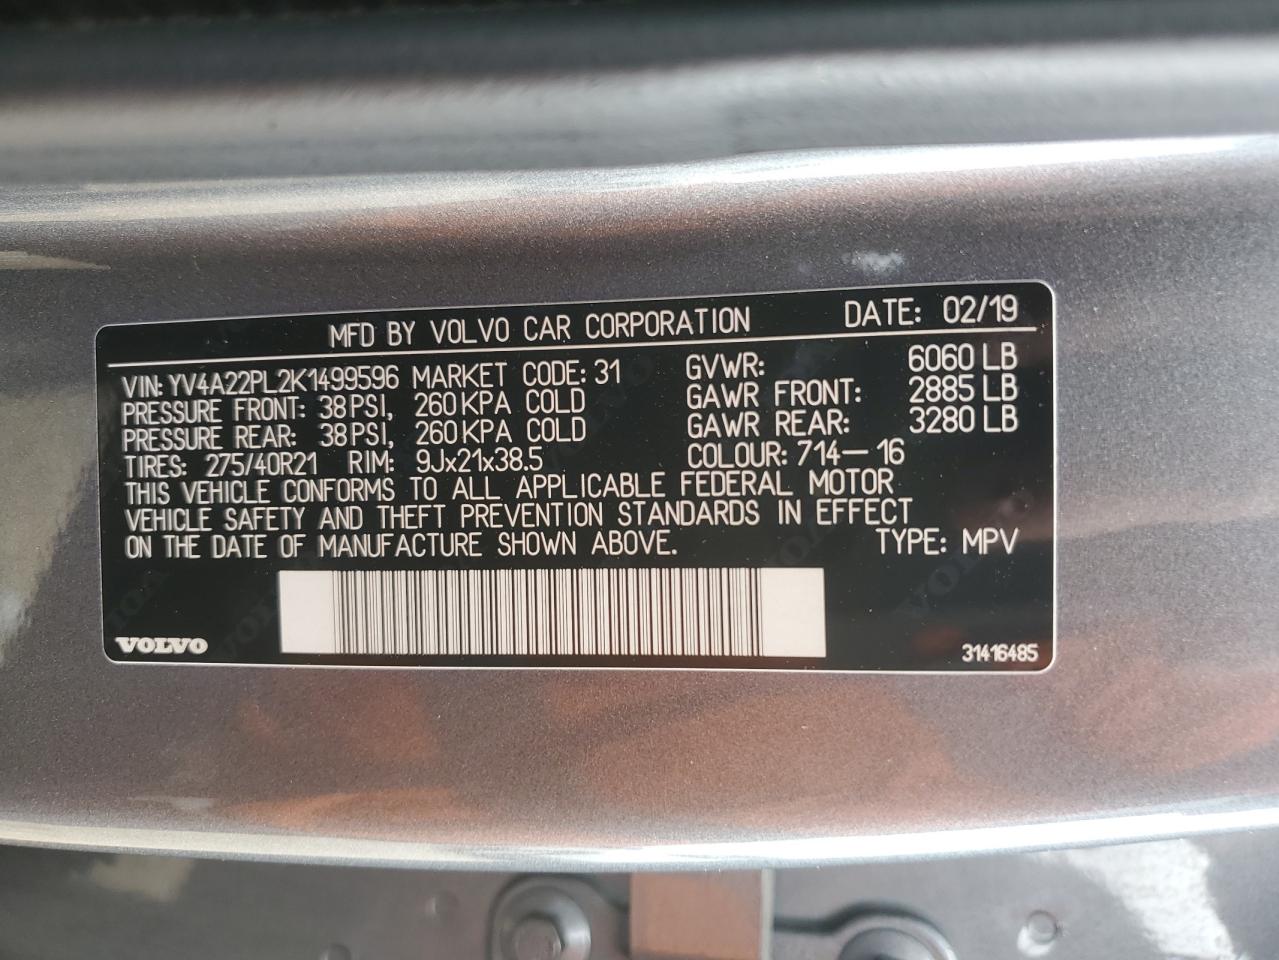 MFD BY VOLVO CAR CORPORATION DATE: 02/19
VIN: YV4A22PL2K1499596 MARKET CODE: 31 GVWR: 6060 LB
PRESSURE FRONT: 38 PSI, 260 KPA COLD GAWR FRONT: 2885 LB
PRESSURE REAR: 38 PSI, 260 KPA COLD GAWR REAR: 3280 LB
TIRES: 275/40R21 RIM: 9Jx21x38.5 COLOUR: 714—16
THIS VEHICLE CONFORMS TO ALL APPLICABLE FEDERAL MOTOR
VEHICLE SAFETY AND THEFT PREVENTION STANDARDS IN EFFECT
ON THE DATE OF MANUFACTURE SHOWN ABOVE. TYPE: MPV
VOLVO 31416485